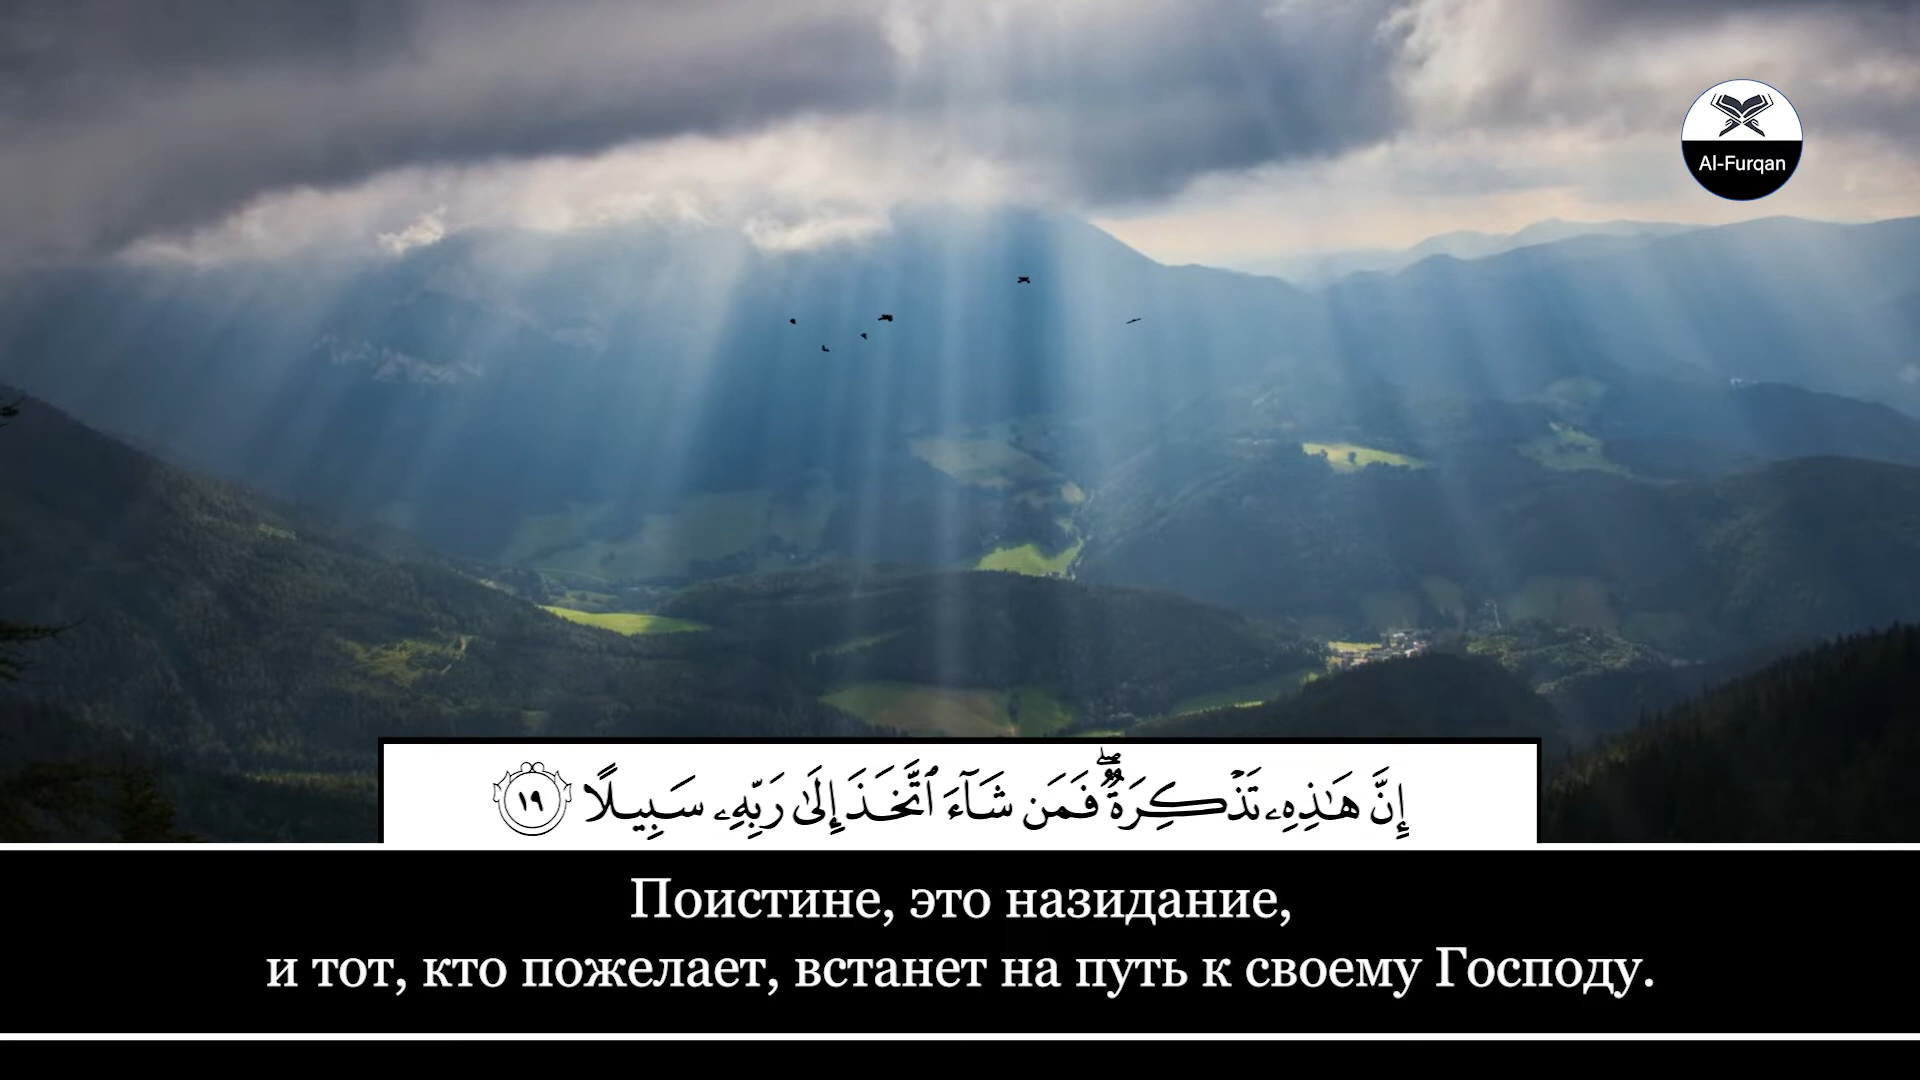 Al-Furqan
إِنَّ هَـٰذِهِۦ تَذْكِرَةٌۖ فَمَن شَآءَ ٱتَّخَذَ إِلَىٰ رَبِّهِۦ سَبِيلًا ١٩
Поистине, это назидание,
и тот, кто пожелает, встанет на путь к своему Господу.